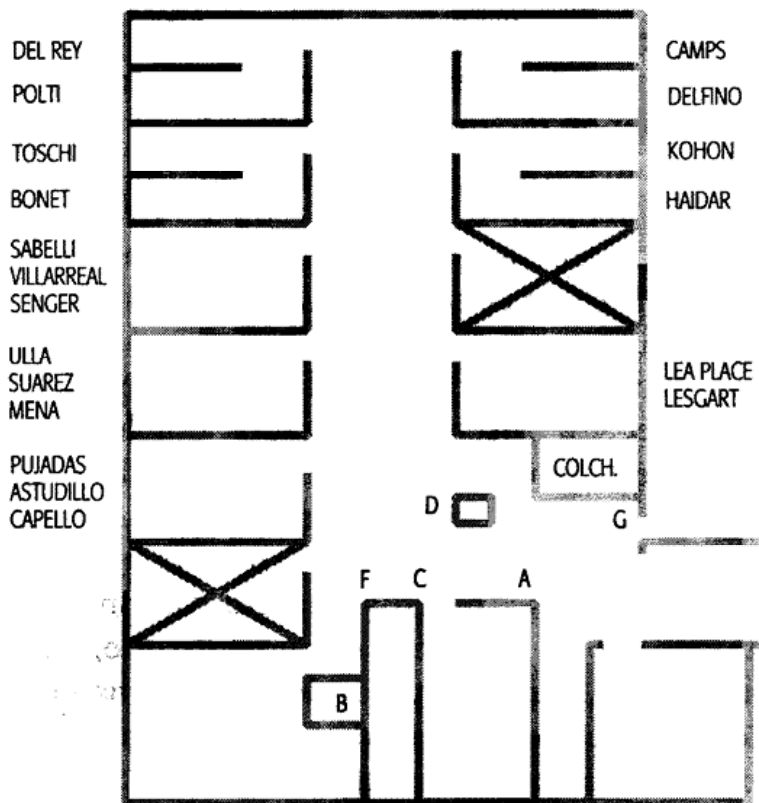 DEL REY
POLTI
TOSCHI
BONET
SABELLI
VILLARREAL
SENGER
ULLA
SUAREZ
MENA
PUJADAS
ASTUDILLO
CAPELLO
CAMPS
DELFINO
KOHON
HAIDAR
LEA PLACE
LESGART
COLCH.
D
G
F C A
B